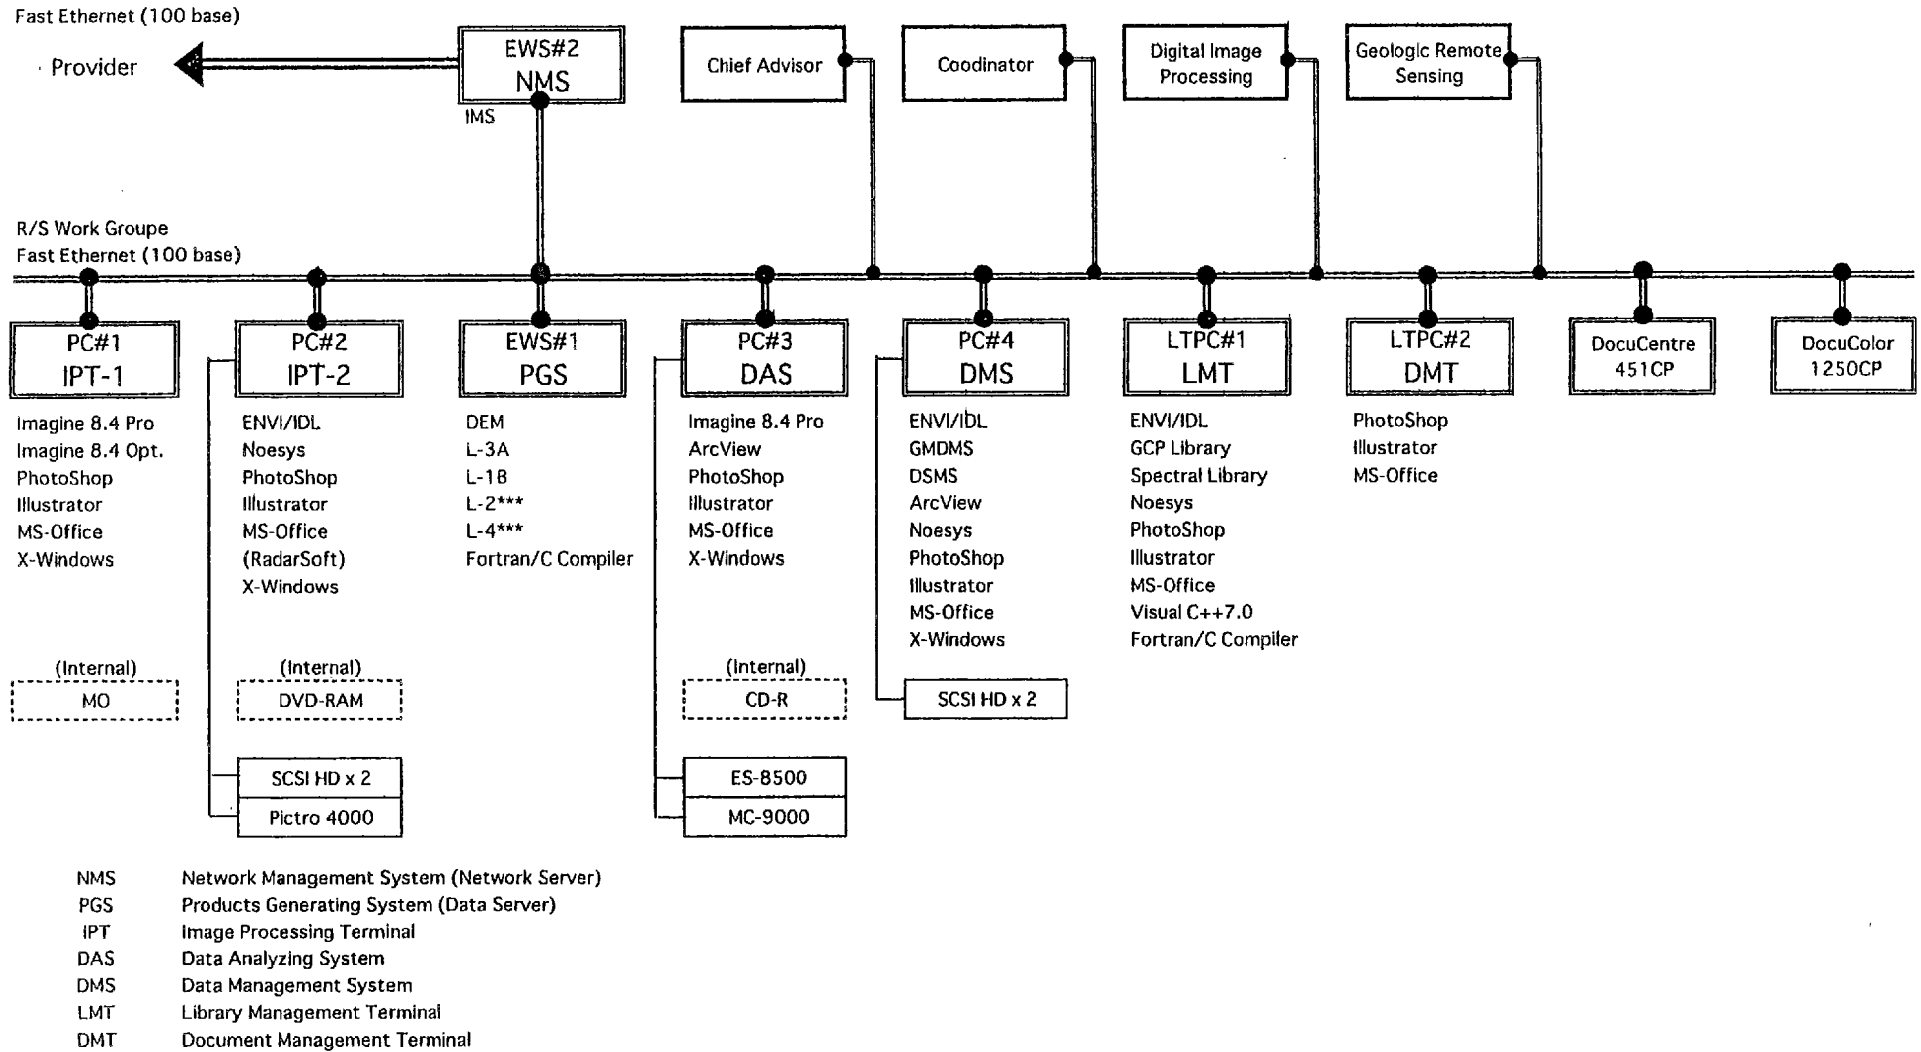 Fast Ethernet (100 base)
Provider
EWS#2
NMS
IMS
Chief Advisor
Coodinator
Digital Image
Processing
Geologic Remote
Sensing
R/S Work Groupe
Fast Ethernet (100 base)
PC#1
IPT-1
Imagine 8.4 Pro
Imagine 8.4 Opt.
PhotoShop
Illustrator
MS-Office
X-Windows
(Internal)
MO
PC#2
IPT-2
ENVI/IDL
Noesys
PhotoShop
Illustrator
MS-Office
(RadarSoft)
X-Windows
(Internal)
DVD-RAM
SCSI HD x 2
Pictro 4000
EWS#1
PGS
DEM
L-3A
L-1B
L-2***
L-4***
Fortran/C Compiler
PC#3
DAS
Imagine 8.4 Pro
ArcView
PhotoShop
Illustrator
MS-Office
X-Windows
(Internal)
CD-R
ES-8500
MC-9000
PC#4
DMS
ENVI/IDL
GMDMS
DSMS
ArcView
Noesys
PhotoShop
Illustrator
MS-Office
X-Windows
SCSI HD x 2
LTPC#1
LMT
ENVI/IDL
GCP Library
Spectral Library
Noesys
PhotoShop
Illustrator
MS-Office
Visual C++7.0
Fortran/C Compiler
LTPC#2
DMT
PhotoShop
Illustrator
MS-Office
DocuCentre
451CP
DocuColor
1250CP
NMS Network Management System (Network Server)
PGS Products Generating System (Data Server)
IPT Image Processing Terminal
DAS Data Analyzing System
DMS Data Management System
LMT Library Management Terminal
DMT Document Management Terminal